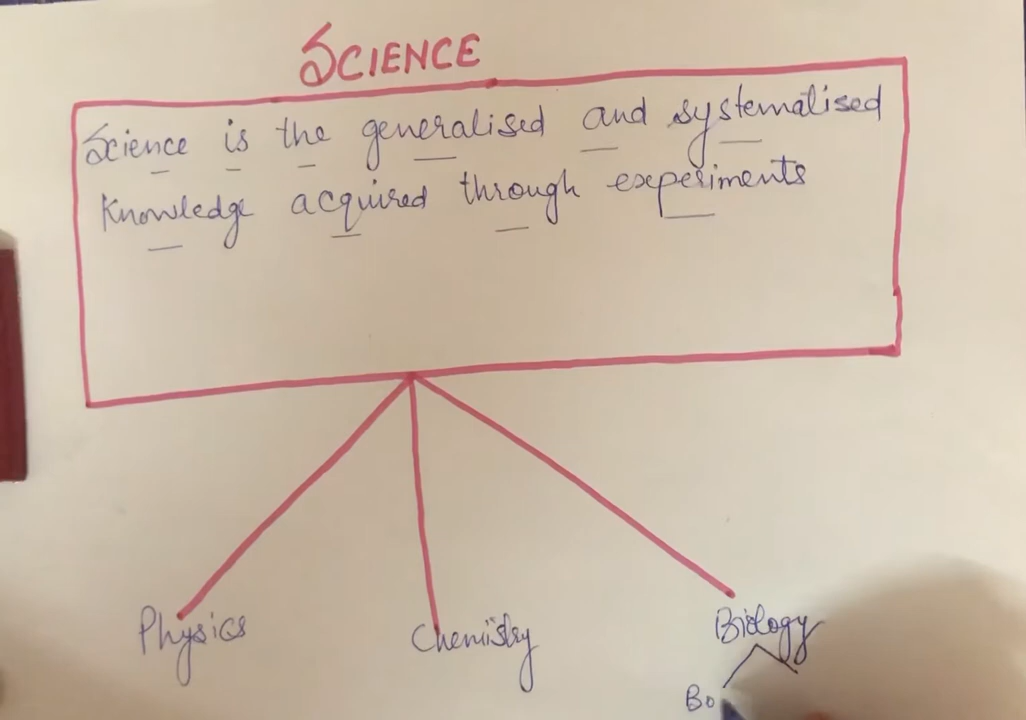 SCIENCE
Science is the generalised and systematised
Knowledge acquired through experiments
Physics Chemistry Biology
Bo